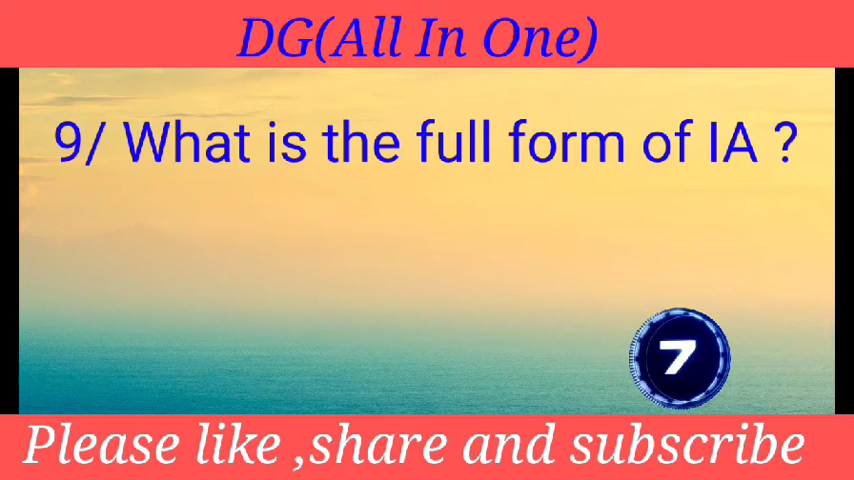 DG(All In One)
9/ What is the full form of IA ?
7
Please like ,share and subscribe